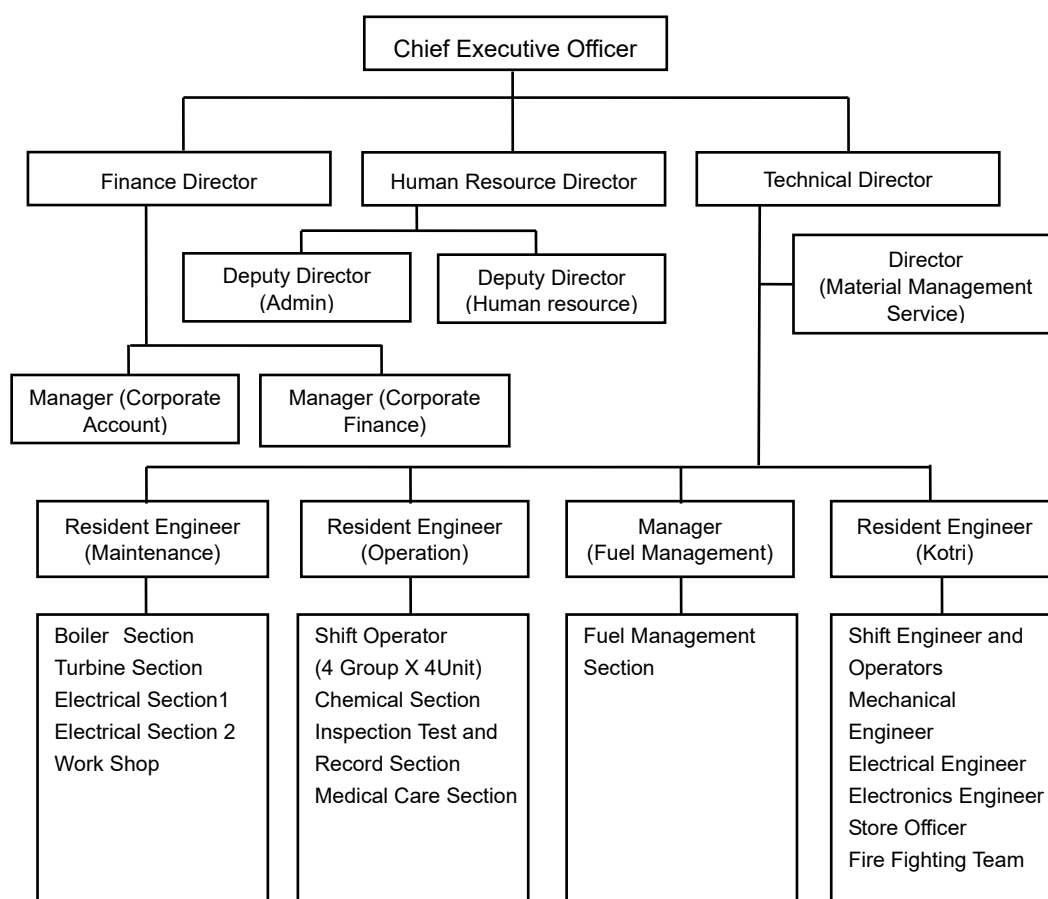 Chief Executive Officer
Finance Director
Human Resource Director
Technical Director
Deputy Director
(Admin)
Deputy Director
(Human resource)
Director
(Material Management
Service)
Manager (Corporate
Account)
Manager (Corporate
Finance)
Resident Engineer
(Maintenance)
Resident Engineer
(Operation)
Manager
(Fuel Management)
Resident Engineer
(Kotri)
Boiler Section
Turbine Section
Electrical Section1
Electrical Section 2
Work Shop
Shift Operator
(4 Group X 4Unit)
Chemical Section
Inspection Test and
Record Section
Medical Care Section
Fuel Management
Section
Shift Engineer and
Operators
Mechanical
Engineer
Electrical Engineer
Electronics Engineer
Store Officer
Fire Fighting Team